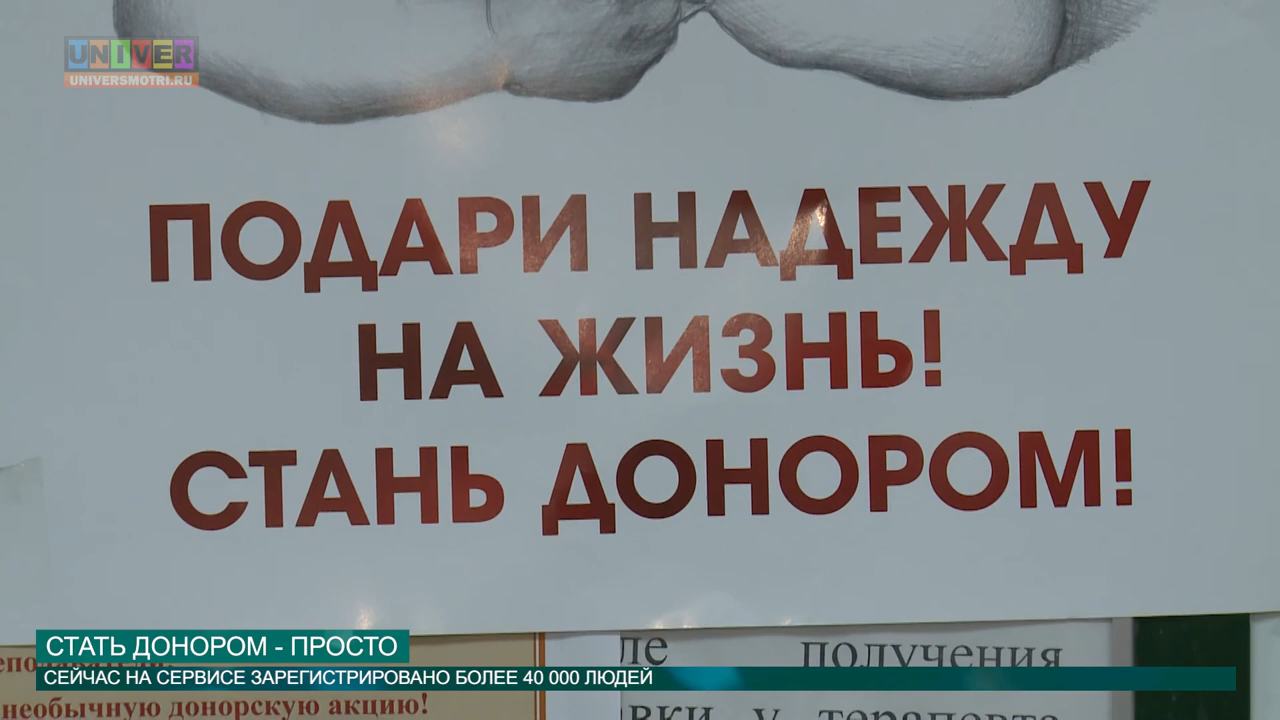 UNIVER
UNIVERSMOTRI.RU
ПОДАРИ НАДЕЖДУ
НА ЖИЗНЬ!
СТАНЬ ДОНОРОМ!
СТАТЬ ДОНОРОМ - ПРОСТО
СЕЙЧАС НА СЕРВИСЕ ЗАРЕГИСТРИРОВАНО БОЛЕЕ 40 000 ЛЮДЕЙ
получения
необычную донорскую акцию!
у терапевта